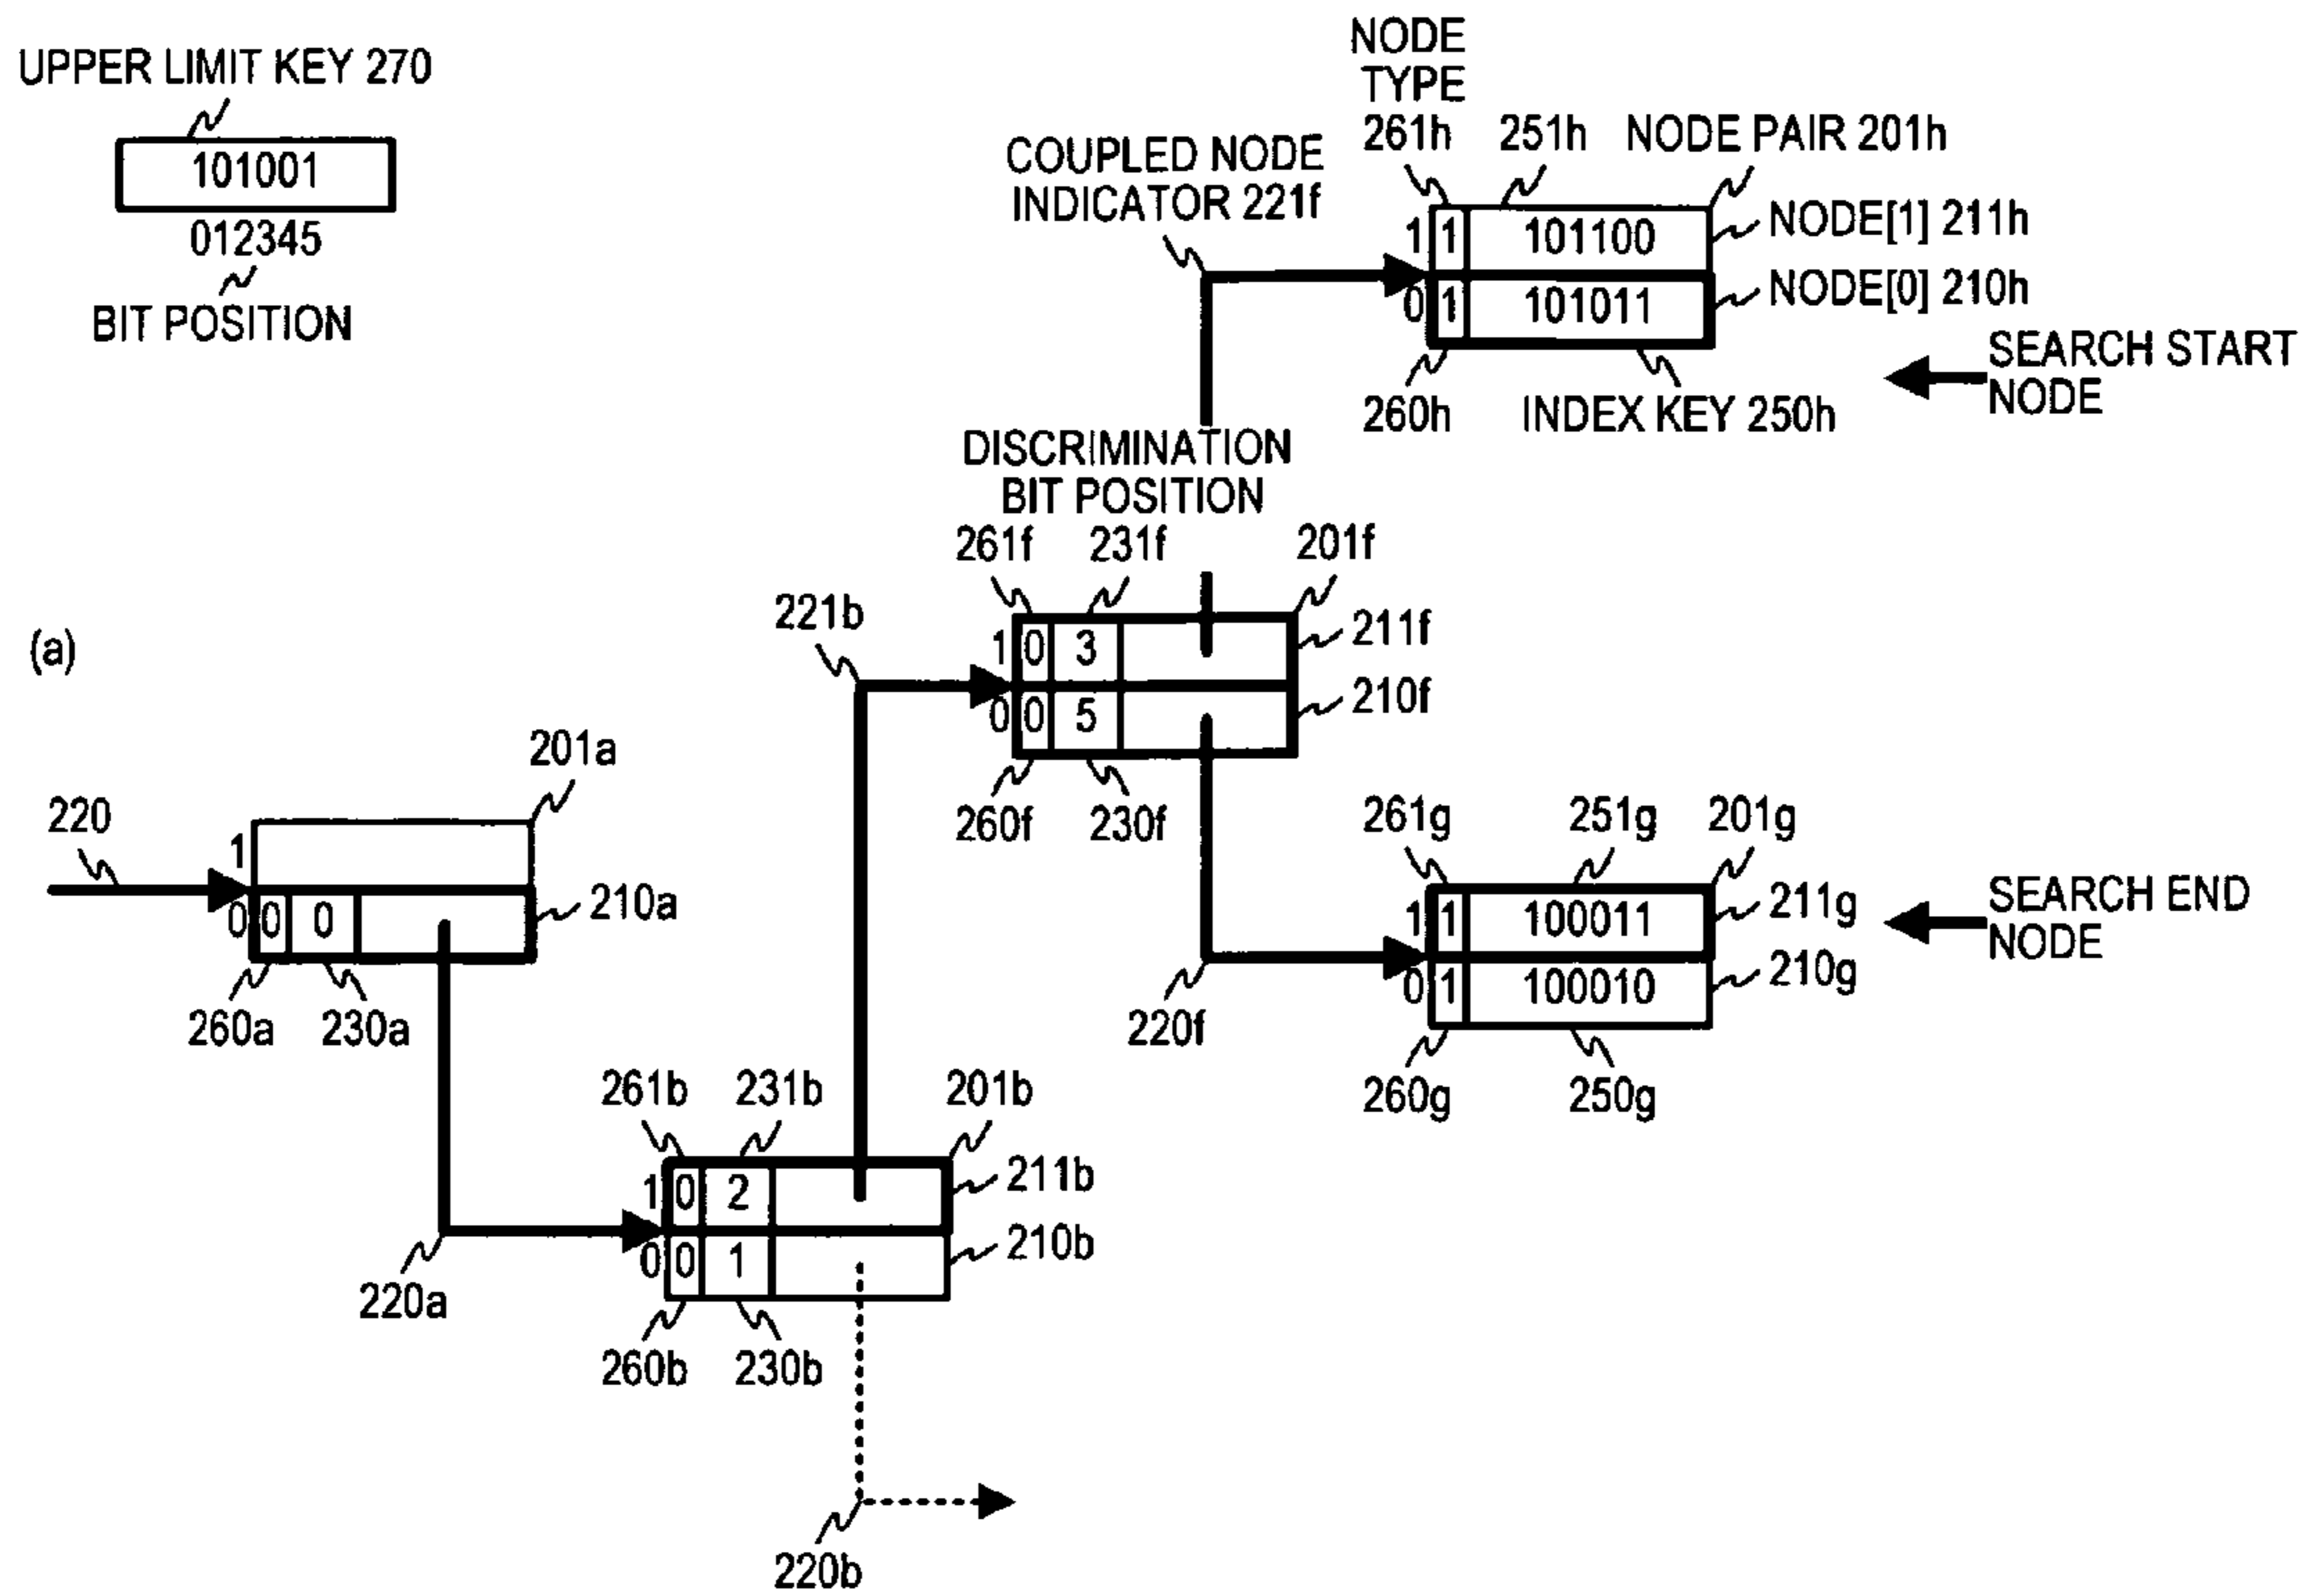 UPPER LIMIT KEY 270
101001
012345
BIT POSITION
NODE
TYPE
261h 251h NODE PAIR 201h
COUPLED NODE
INDICATOR 221f
1 1 101100 NODE[1] 211h
0 1 101011 NODE[0] 210h
SEARCH START
NODE
260h INDEX KEY 250h
DISCRIMINATION
BIT POSITION
261f 231f 201f
221b
(a)
1 0 3 211f
0 0 5 210f
260f 230f
201a
220
1
0 0 0 210a
260a 230a
261g 251g 201g
1 1 100011 211g
0 1 100010 210g
SEARCH END
NODE
220f
260g 250g
261b 231b 201b
1 0 2 211b
0 0 1 210b
220a
260b 230b
220b